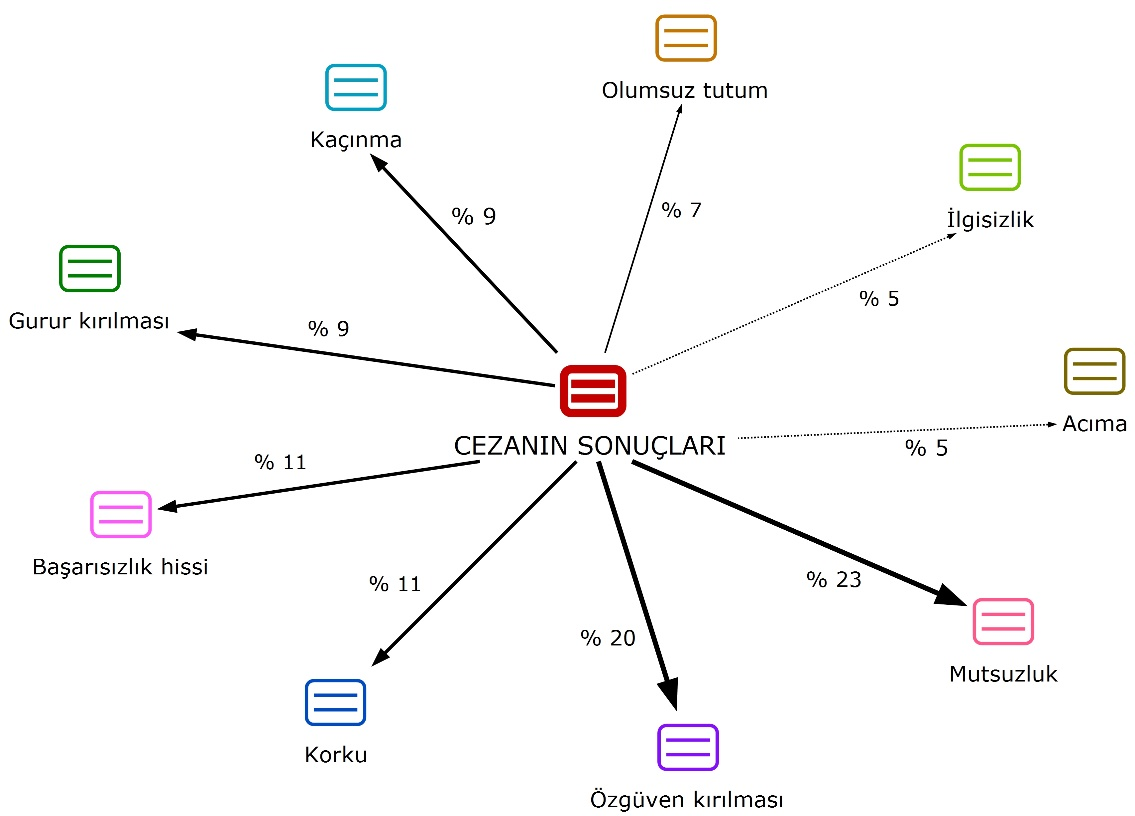 Olumsuz tutum
Kaçınma
% 9
% 7
İlgisizlik
% 5
Gurur kırılması
% 9
CEZANIN SONUÇLARI
Acıma
% 5
% 11
Başarısızlık hissi
% 11
% 23
% 20
Mutsuzluk
Korku
Özgüven kırılması